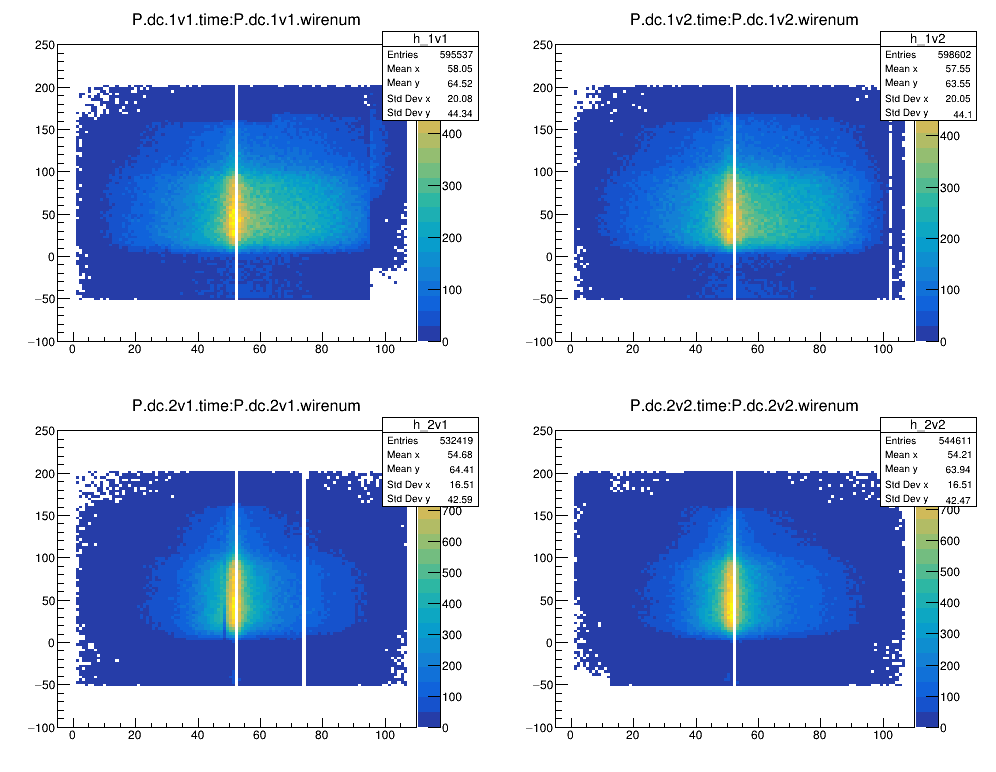 P.dc.1v1.time:P.dc.1v1.wirenum
h_1v1
Entries 595537
Mean x 58.05
Mean y 64.52
Std Dev x 20.08
Std Dev y 44.34
250
200
150
100
50
0
−50
−100
0 20 40 60 80 100
400
300
200
100
0
P.dc.1v2.time:P.dc.1v2.wirenum
h_1v2
Entries 598602
Mean x 57.55
Mean y 63.55
Std Dev x 20.05
Std Dev y 44.1
250
200
150
100
50
0
−50
−100
0 20 40 60 80 100
400
300
200
100
0
P.dc.2v1.time:P.dc.2v1.wirenum
h_2v1
Entries 532419
Mean x 54.68
Mean y 64.41
Std Dev x 16.51
Std Dev y 42.59
250
200
150
100
50
0
−50
−100
0 20 40 60 80 100
700
600
500
400
300
200
100
0
P.dc.2v2.time:P.dc.2v2.wirenum
h_2v2
Entries 544611
Mean x 54.21
Mean y 63.94
Std Dev x 16.51
Std Dev y 42.47
250
200
150
100
50
0
−50
−100
0 20 40 60 80 100
700
600
500
400
300
200
100
0